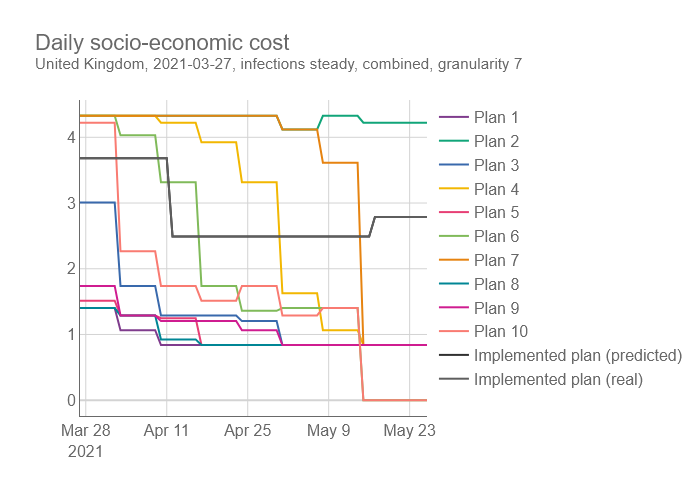 Daily socio-economic cost
United Kingdom, 2021-03-27, infections steady, combined, granularity 7
4
3
2
1
0
Mar 28
2021
Apr 11
Apr 25
May 9
May 23
Plan 1
Plan 2
Plan 3
Plan 4
Plan 5
Plan 6
Plan 7
Plan 8
Plan 9
Plan 10
Implemented plan (predicted)
Implemented plan (real)